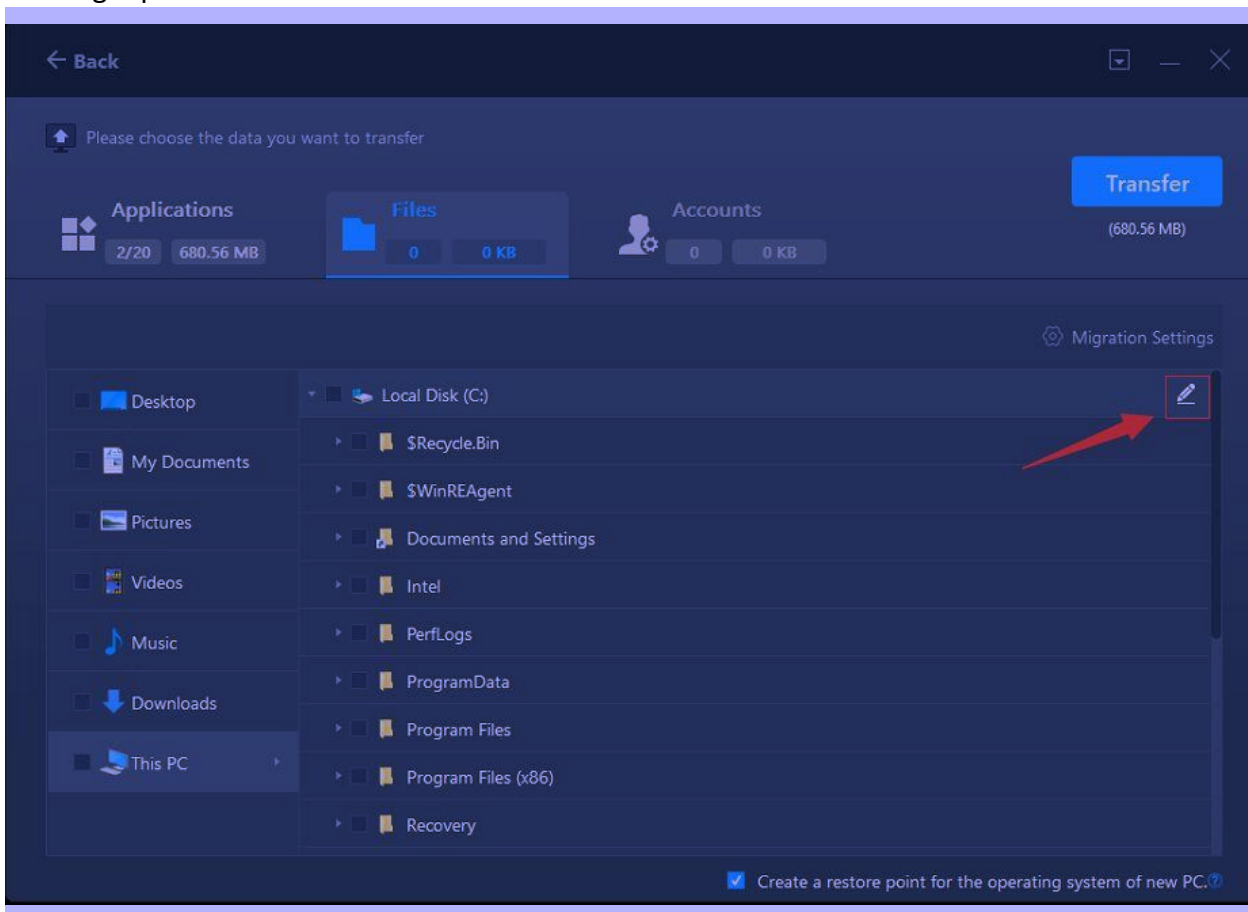 Back
Please choose the data you want to transfer
Applications
2/20 680.56 MB
Files
0 0 KB
Accounts
0 0 KB
Transfer
(680.56 MB)
Migration Settings
Desktop
My Documents
Pictures
Videos
Music
Downloads
This PC
Local Disk (C:)
$Recycle.Bin
$WinREAgent
Documents and Settings
Intel
PerfLogs
ProgramData
Program Files
Program Files (x86)
Recovery
Create a restore point for the operating system of new PC.?